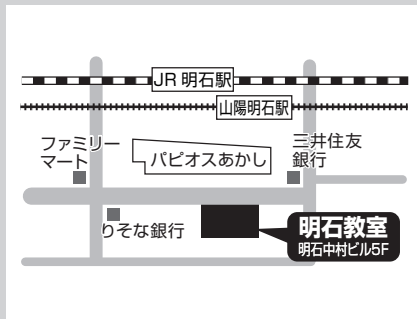 JR 明石駅
山陽明石駅
ファミリー
マート
パピオスあかし
三井住友
銀行
りそな銀行
明石教室
明石中村ビル5F